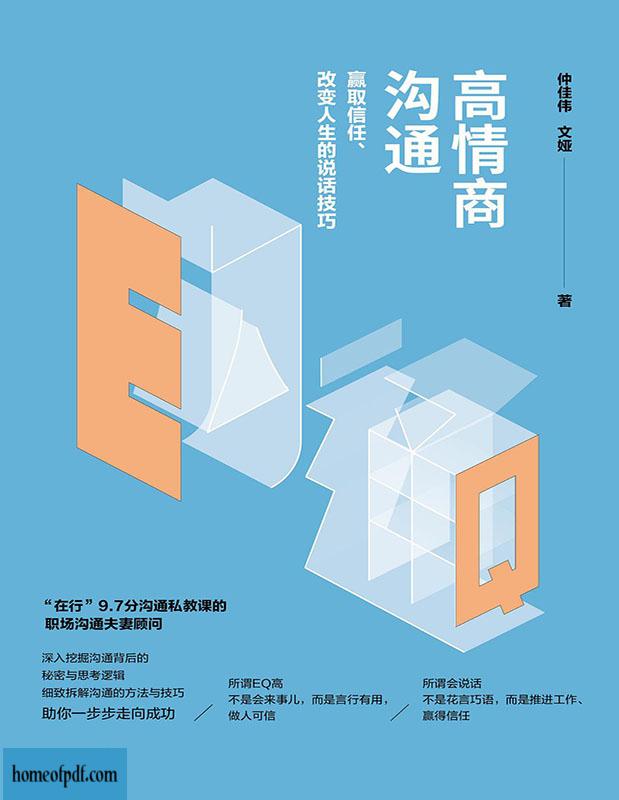 高情商
沟通
赢取信任、
改变人生的说话技巧
仲佳伟 文娅
著
E
Q
“在行”9.7分沟通私教课的
职场沟通夫妻顾问
深入挖掘沟通背后的
秘密与思考逻辑
细致拆解沟通的方法与技巧
助你一步步走向成功
所谓EQ高
不是会来事儿，而是言行有用，
做人可信
所谓会说话
不是花言巧语，而是推进工作、
赢得信任
homeofpdf.com